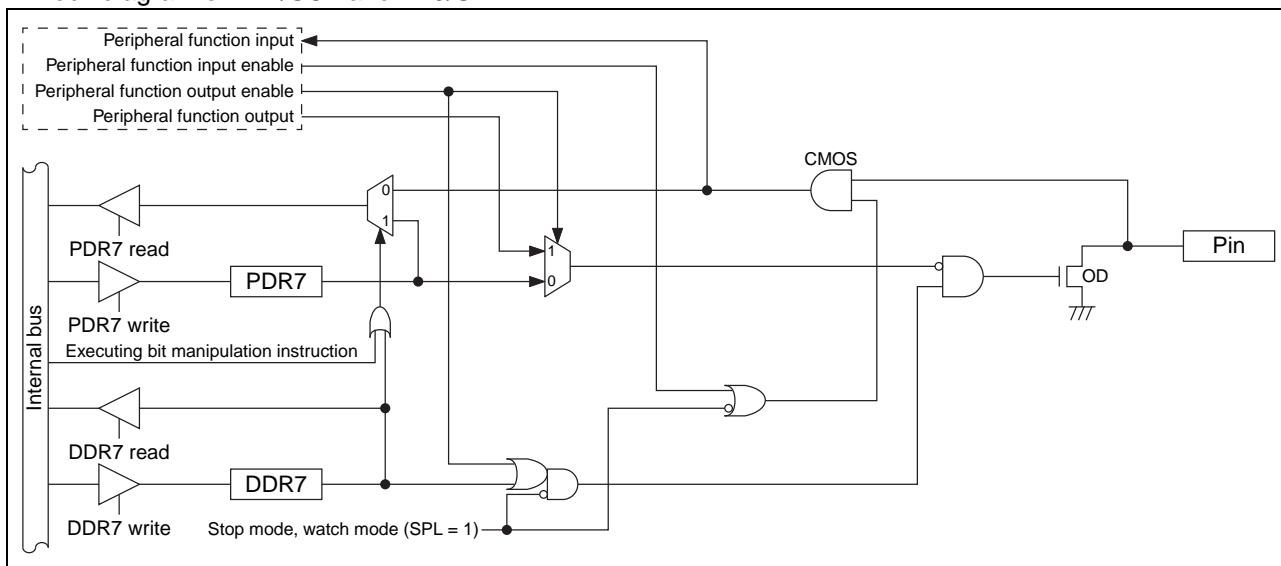 Peripheral function input
Peripheral function input enable
Peripheral function output enable
Peripheral function output
CMOS
0
1
PDR7 read
1
0
Pin
OD
PDR7
PDR7 write
Executing bit manipulation instruction
Internal bus
DDR7 read
DDR7
DDR7 write
Stop mode, watch mode (SPL = 1)